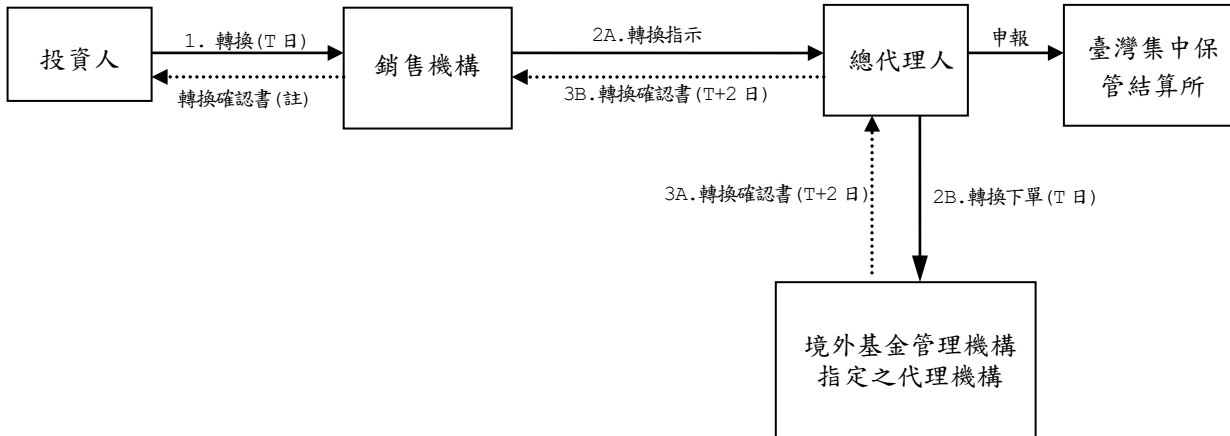 投資人
1. 轉換(T 日)
轉換確認書(註)
銷售機構
2A.轉換指示
3B.轉換確認書(T+2 日)
總代理人
申報
臺灣集中保
管結算所
3A.轉換確認書(T+2 日)
2B.轉換下單(T 日)
境外基金管理機構
指定之代理機構